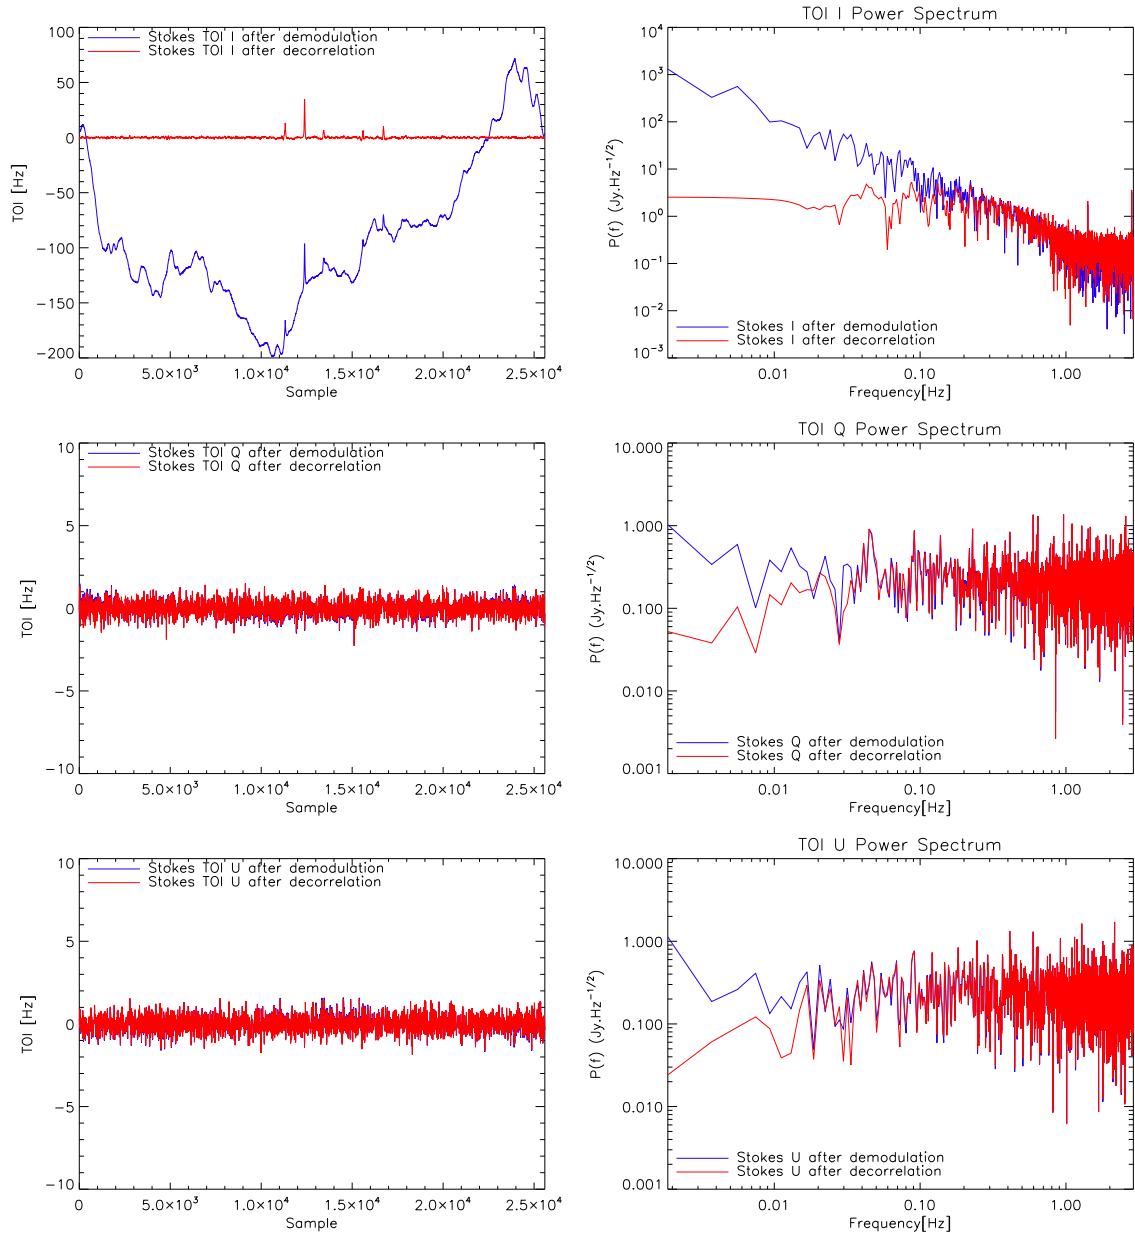 TOI I Power Spectrum
100
50
0
−50
−100
−150
−200
TOI [Hz]
Stokes TOI I after demodulation
Stokes TOI I after decorrelation
0
5.0×10³
1.0×10⁴
1.5×10⁴
2.0×10⁴
2.5×10⁴
Sample
10⁴
10³
10²
10¹
10⁰
10⁻¹
10⁻²
10⁻³
P(f) (Jy.Hz⁻¹ᐟ²)
Stokes I after demodulation
Stokes I after decorrelation
0.01
0.10
1.00
Frequency[Hz]
10
5
0
−5
−10
TOI [Hz]
Stokes TOI Q after demodulation
Stokes TOI Q after decorrelation
0
5.0×10³
1.0×10⁴
1.5×10⁴
2.0×10⁴
2.5×10⁴
Sample
TOI Q Power Spectrum
10.000
1.000
0.100
0.010
0.001
P(f) (Jy.Hz⁻¹ᐟ²)
Stokes Q after demodulation
Stokes Q after decorrelation
0.01
0.10
1.00
Frequency[Hz]
10
5
0
−5
−10
TOI [Hz]
Stokes TOI U after demodulation
Stokes TOI U after decorrelation
0
5.0×10³
1.0×10⁴
1.5×10⁴
2.0×10⁴
2.5×10⁴
Sample
TOI U Power Spectrum
10.000
1.000
0.100
0.010
0.001
P(f) (Jy.Hz⁻¹ᐟ²)
Stokes U after demodulation
Stokes U after decorrelation
0.01
0.10
1.00
Frequency[Hz]